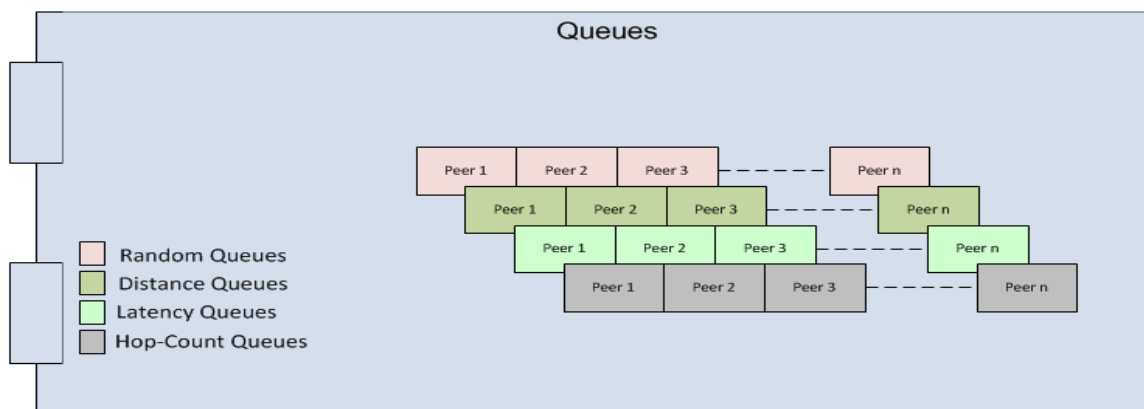 Queues
Peer 1 Peer 2 Peer 3 Peer n
Peer 1 Peer 2 Peer 3 Peer n
Peer 1 Peer 2 Peer 3 Peer n
Peer 1 Peer 2 Peer 3 Peer n
Random Queues
Distance Queues
Latency Queues
Hop-Count Queues